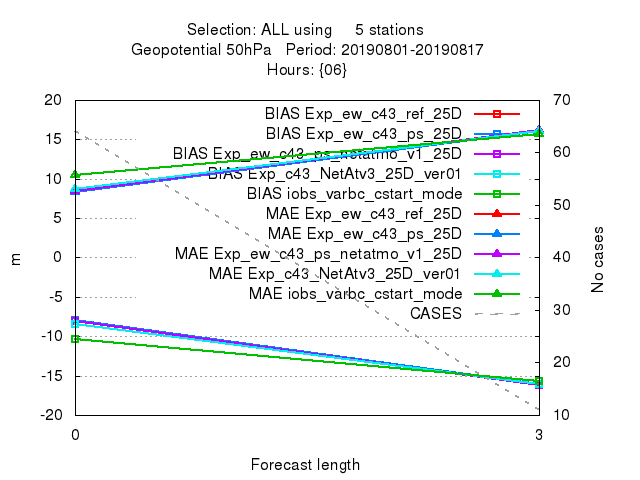 Selection: ALL using 5 stations
Geopotential 50hPa Period: 20190801-20190817
Hours: {06}
20 70
BIAS Exp_ew_c43_ref_25D
BIAS Exp_ew_c43_ps_25D
15
60
BIAS Exp_ew_c43_ps_netatmo_v1_25D
BIAS Exp_c43_NetAtv3_25D_ver01
10
BIAS iobs_varbc_cstart_mode
50
MAE Exp_ew_c43_ref_25D
5
MAE Exp_ew_c43_ps_25D
MAE Exp_ew_c43_ps_netatmo_v1_25D
m
0 40
No cases
MAE Exp_c43_NetAtv3_25D_ver01
MAE iobs_varbc_cstart_mode
-5
CASES
30
-10
20
-15
-20 10
0 3
Forecast length